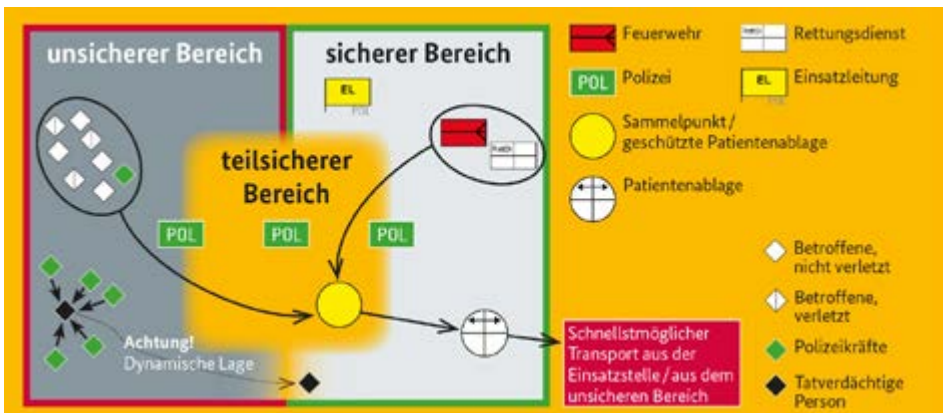 unsicherer Bereich
sicherer Bereich
EL
POL
teilsicherer
Bereich
POL
POL
POL
Achtung!
Dynamische Lage
Feuerwehr
Rettungsdienst
POL
Polizei
EL
POL
Einsatzleitung
Sammelpunkt /
geschützte Patientenablage
Patientenablage
Schnellstmöglicher
Transport aus der
Einsatzstelle / aus dem
unsicheren Bereich
Betroffene,
nicht verletzt
Betroffene,
verletzt
Polizeikräfte
Tatverdächtige
Person